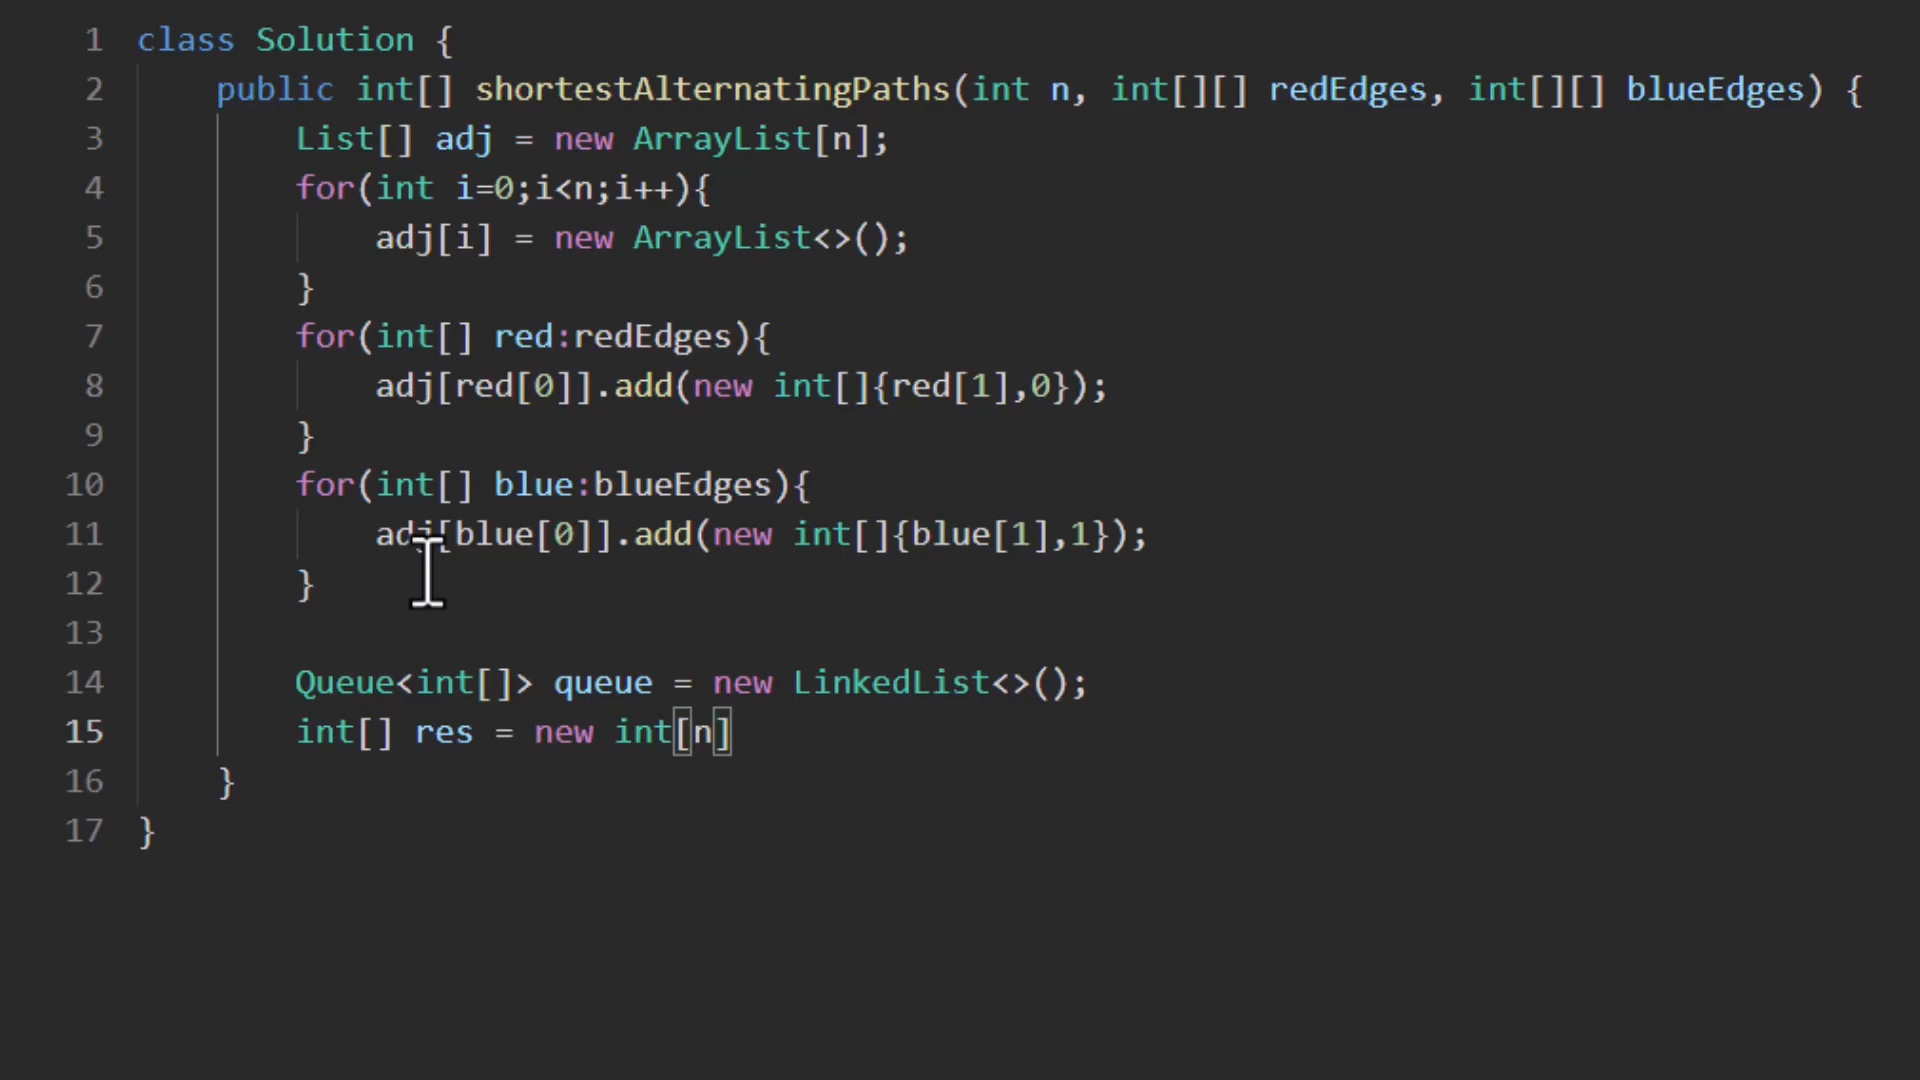 1 class Solution {
2 public int[] shortestAlternatingPaths(int n, int[][] redEdges, int[][] blueEdges) {
3 List[] adj = new ArrayList[n];
4 for(int i=0;i<n;i++){
5 adj[i] = new ArrayList<>();
6 }
7 for(int[] red:redEdges){
8 adj[red[0]].add(new int[]{red[1],0});
9 }
10 for(int[] blue:blueEdges){
11 adj[blue[0]].add(new int[]{blue[1],1});
12 }
13
14 Queue<int[]> queue = new LinkedList<>();
15 int[] res = new int[n]
16 }
17 }